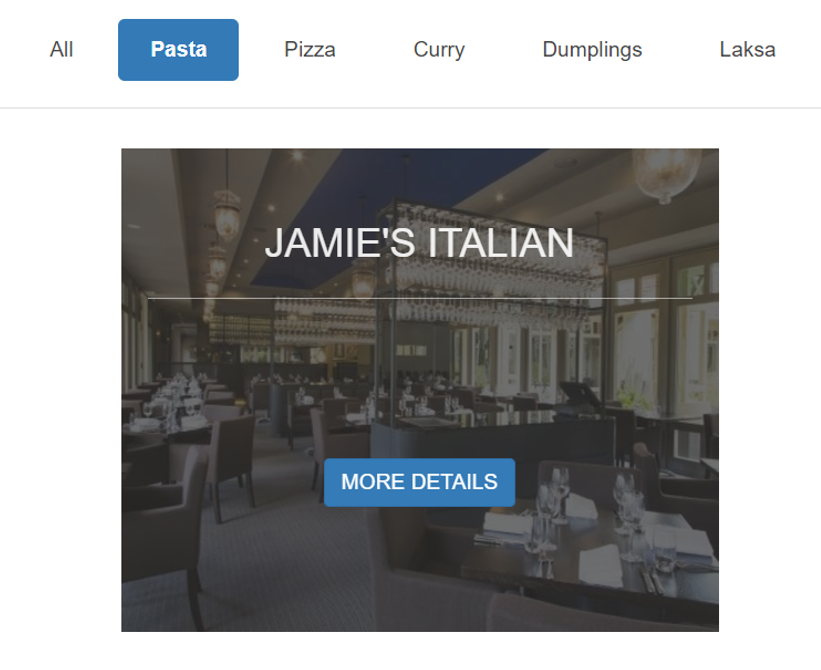 All Pasta Pizza Curry Dumplings Laksa
JAMIE'S ITALIAN
MORE DETAILS